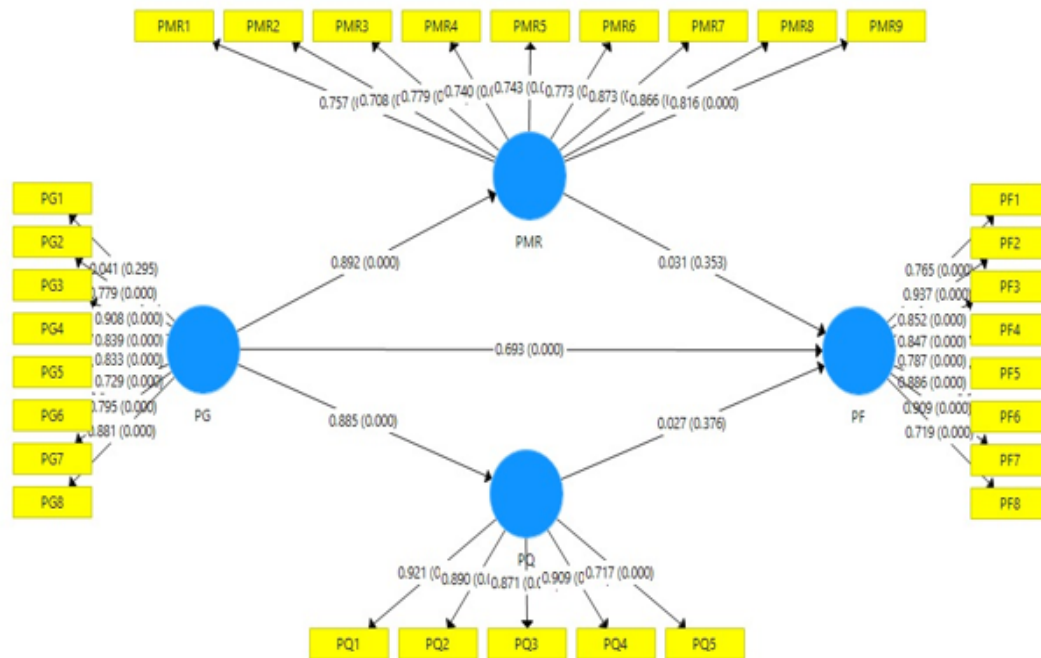 PMR1 PMR2 PMR3 PMR4 PMR5 PMR6 PMR7 PMR8 PMR9
0.757 0.708 0.779 0.740 0.743 0.773 0.873 0.866 0.816 (0.000)
PMR
PG1
PG2
PG3
PG4
PG5
PG6
PG7
PG8
0.041 (0.295)
0.779 (0.000)
0.908 (0.000)
0.839 (0.000)
0.833 (0.000)
0.729 (0.000)
0.795 (0.000)
0.881 (0.000)
PG
0.892 (0.000)
0.031 (0.353)
0.693 (0.000)
0.885 (0.000)
0.027 (0.376)
PF
PF1
PF2
PF3
PF4
PF5
PF6
PF7
PF8
0.765 (0.000)
0.937 (0.000)
0.852 (0.000)
0.847 (0.000)
0.787 (0.000)
0.886 (0.000)
0.909 (0.000)
0.719 (0.000)
PQ
0.921 0.890 0.871 0.909 0.717 (0.000)
PQ1 PQ2 PQ3 PQ4 PQ5